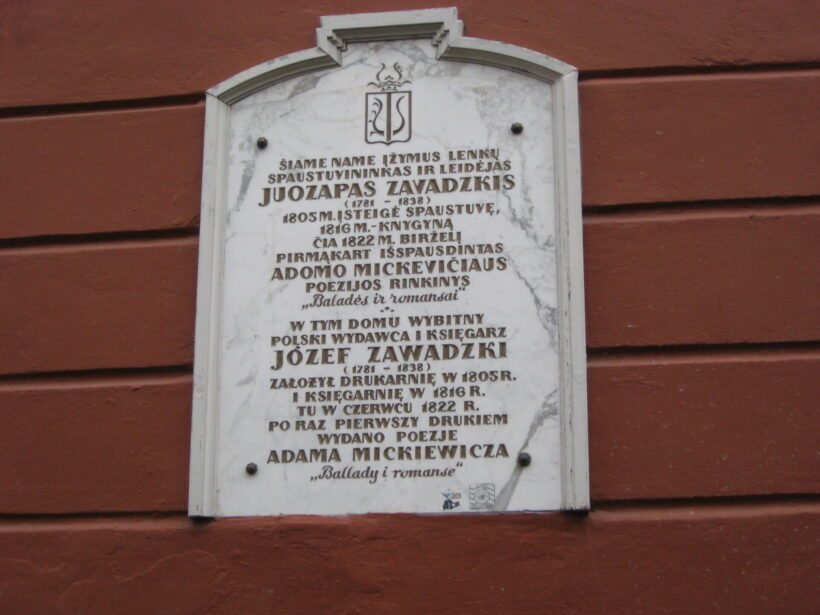 ŠIAME NAME ĮŽYMUS LENKŲ
SPAUSTUVININKAS IR LEIDĖJAS
JUOZAPAS ZAVADZKIS
(1781 - 1838)
1805 M. ĮSTEIGĖ SPAUSTUVĘ,
1816 M.-KNYGYNĄ
ČIA 1822 M. BIRŽELĮ
PIRMĄKART IŠSPAUSDINTAS
ADOMO MICKEVIČIAUS
POEZIJOS RINKINYS
„Baladės ir romansai“
W TYM DOMU WYBITNY
POLSKI WYDAWCA I KSIĘGARZ
JÓZEF ZAWADZKI
(1781 - 1838)
ZAŁOŻYŁ DRUKARNIĘ W 1805 R.
I KSIĘGARNIĘ W 1816 R.
TU W CZERWCU 1822 R.
PO RAZ PIERWSZY DRUKIEM
WYDANO POEZJE
ADAMA MICKIEWICZA
„Ballady i romanse“